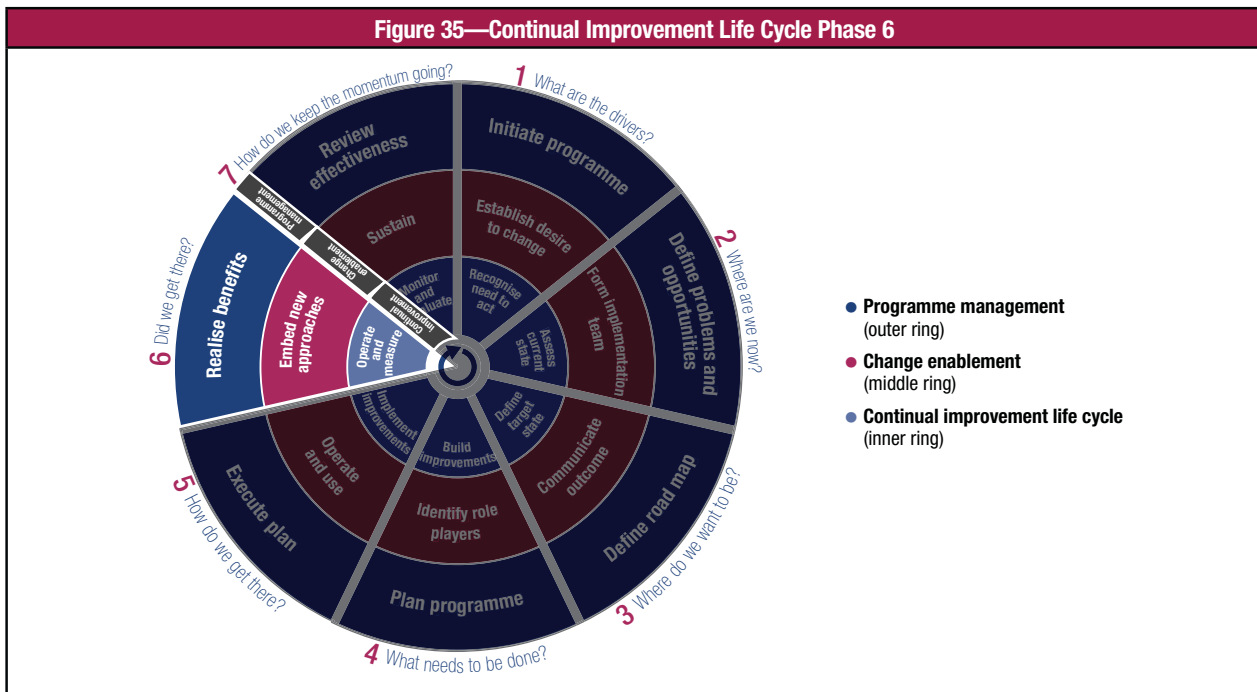 Figure 35—Continual Improvement Life Cycle Phase 6
1 What are the drivers?
Initiate programme
Establish desire
to change
Recognise
need to
act
2 Where are we now?
Define problems and
opportunities
Form implementation
team
Assess
current
state
3 Where do we want to be?
Define road map
Communicate
outcome
Define
target
state
4 What needs to be done?
Plan programme
Identify role
players
Build
improvements
5 How do we get there?
Execute plan
Operate
and use
Implement
improvements
6 Did we get there?
Realise benefits
Embed new
approaches
Operate
and
measure
7 How do we keep the momentum going?
Review
effectiveness
Sustain
Monitor
and
Programme
management
Change
enablement
Continual
improvement
Programme management
(outer ring)
Change enablement
(middle ring)
Continual improvement life cycle
(inner ring)